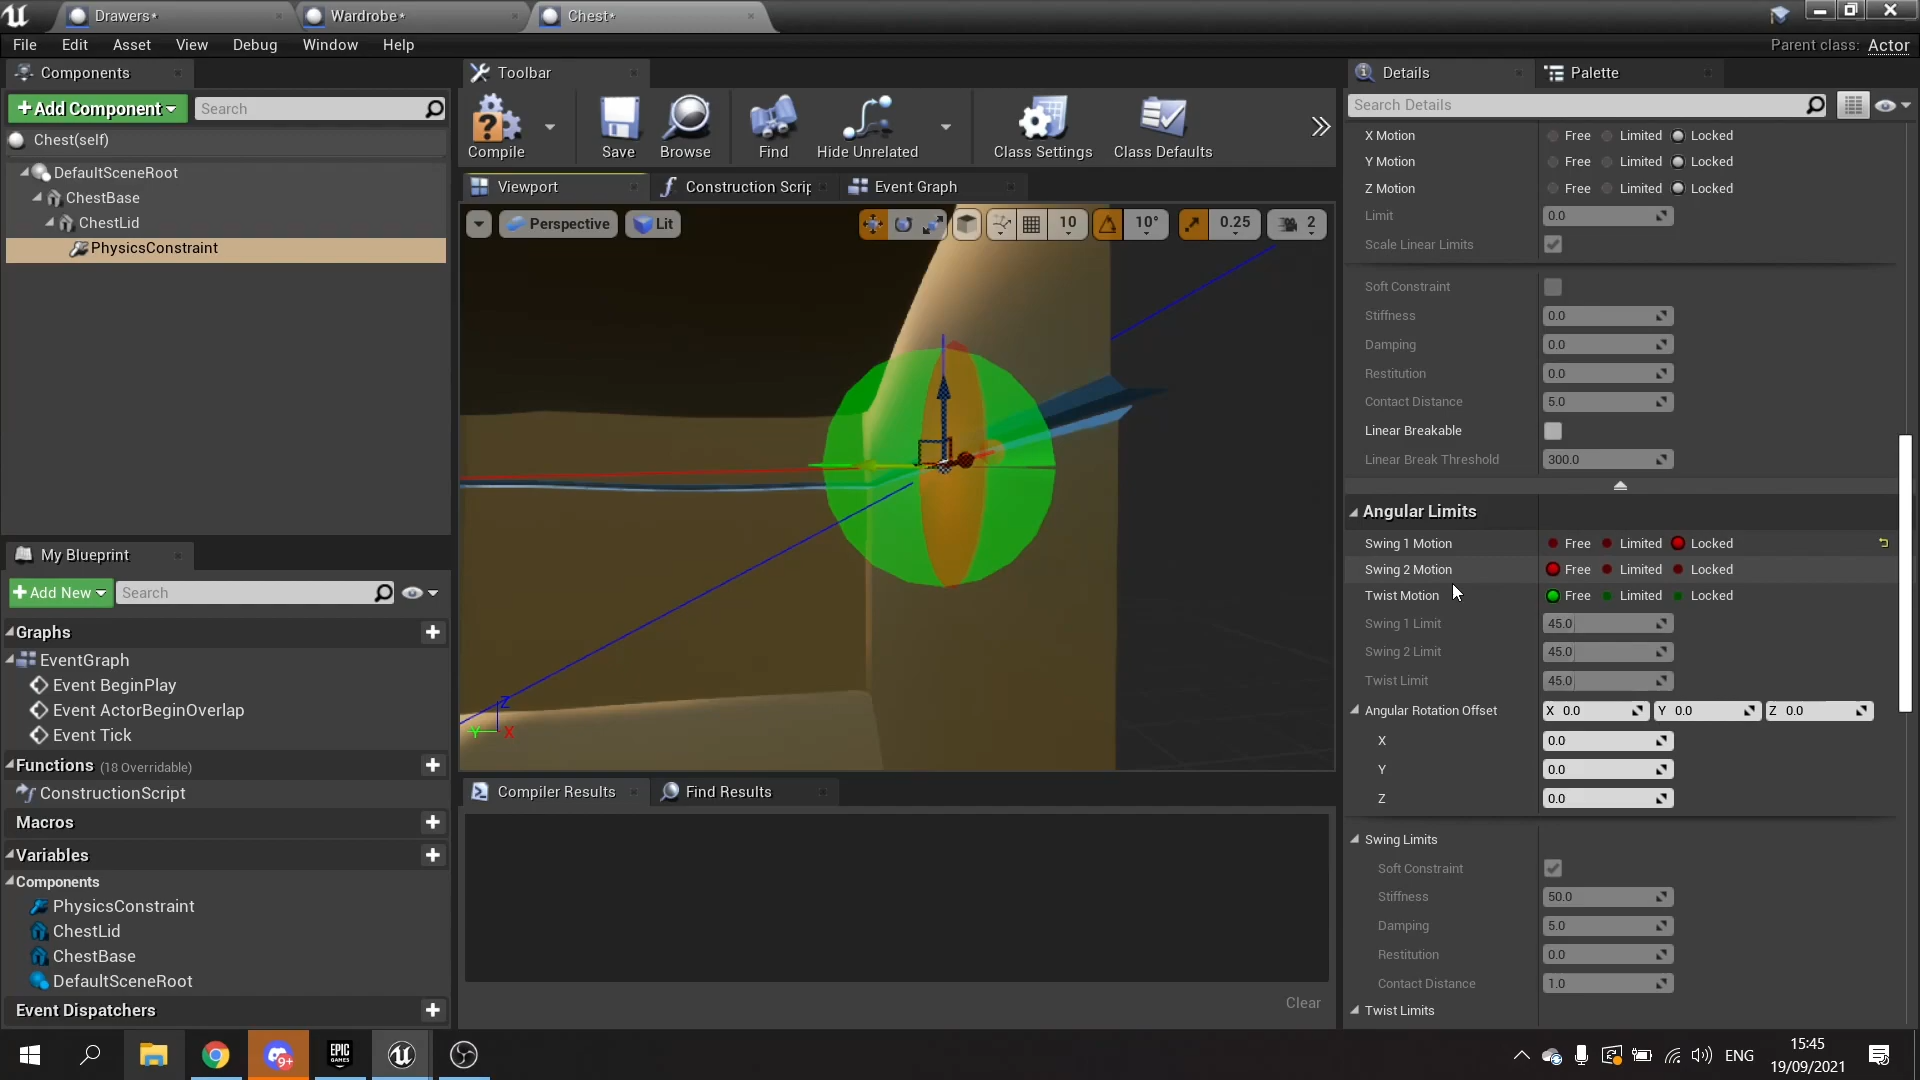 Drawers*
Wardrobe*
Chest*
File Edit Asset View Debug Window Help
Parent class: Actor
Components
Add Component
Search
Chest(self)
DefaultSceneRoot
ChestBase
ChestLid
PhysicsConstraint
My Blueprint
Add New
Search
Graphs
EventGraph
Event BeginPlay
Event ActorBeginOverlap
Event Tick
Functions (18 Overridable)
ConstructionScript
Macros
Variables
Components
PhysicsConstraint
ChestLid
ChestBase
DefaultSceneRoot
Event Dispatchers
Toolbar
Compile Save Browse Find Hide Unrelated Class Settings Class Defaults
Viewport Construction Scrip Event Graph
Perspective Lit 10 10° 0.25 2
Z
Y X
Compiler Results Find Results
Clear
Details Palette
Search Details
X Motion Free Limited Locked
Y Motion Free Limited Locked
Z Motion Free Limited Locked
Limit 0.0
Scale Linear Limits
Soft Constraint
Stiffness 0.0
Damping 0.0
Restitution 0.0
Contact Distance 5.0
Linear Breakable
Linear Break Threshold 300.0
Angular Limits
Swing 1 Motion Free Limited Locked
Swing 2 Motion Free Limited Locked
Twist Motion Free Limited Locked
Swing 1 Limit 45.0
Swing 2 Limit 45.0
Twist Limit 45.0
Angular Rotation Offset X 0.0 Y 0.0 Z 0.0
X 0.0
Y 0.0
Z 0.0
Swing Limits
Soft Constraint
Stiffness 50.0
Damping 5.0
Restitution 0.0
Contact Distance 1.0
Twist Limits
9+
EPIC
GAMES
ENG
15:45
19/09/2021